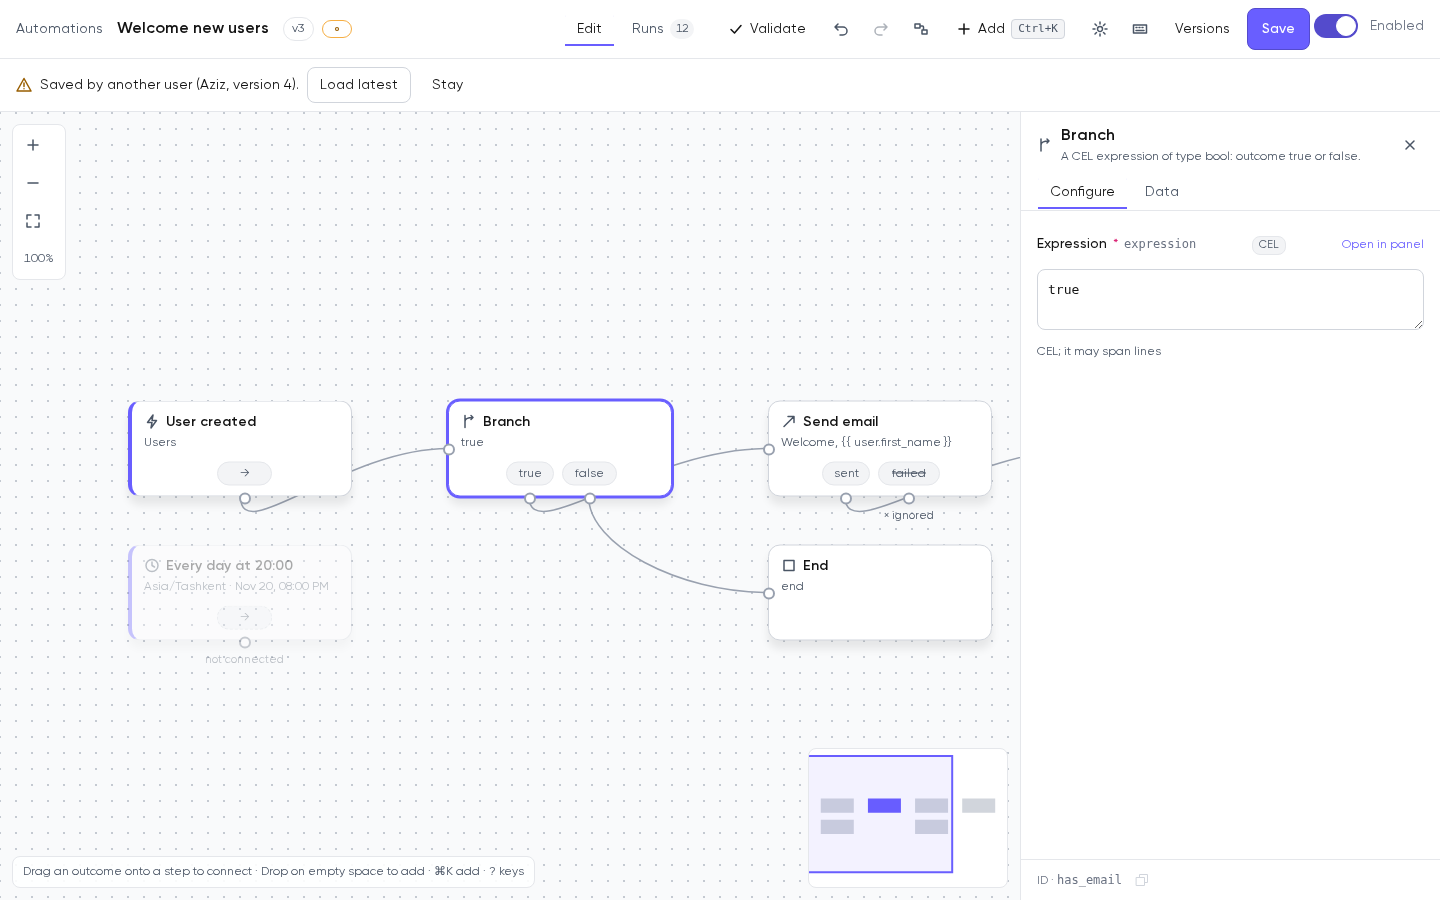 Automations Welcome new users v3 Edit Runs 12 Validate Add Ctrl+K Versions Save Enabled
Saved by another user (Aziz, version 4). Load latest Stay
100%
User created
Users
→
Branch
true
true false
Send email
Welcome, {{ user.first_name }}
sent failed
× ignored
Every day at 20:00
Asia/Tashkent · Nov 20, 08:00 PM
→
not connected
End
end
Drag an outcome onto a step to connect · Drop on empty space to add · ⌘K add · ? keys
Branch
A CEL expression of type bool: outcome true or false.
Configure Data
Expression * expression CEL Open in panel
true
CEL; it may span lines
ID · has_email